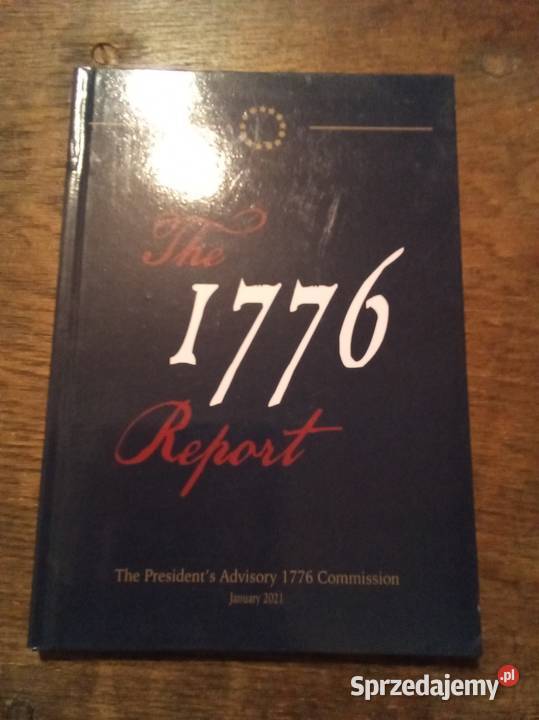 The
1776
Report
The President's Advisory 1776 Commission
January 2021
Sprzedajemy.pl